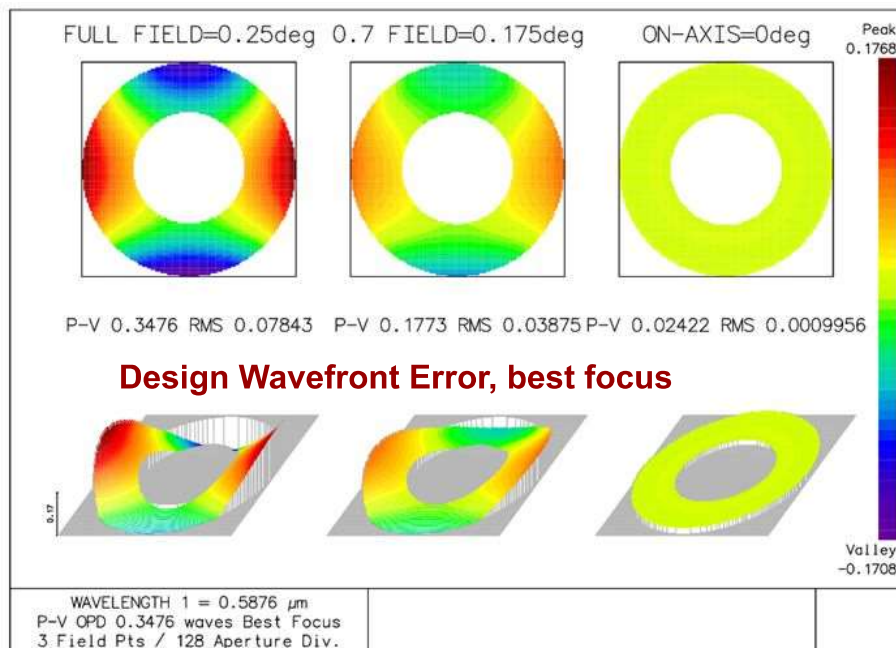 FULL FIELD=0.25deg 0.7 FIELD=0.175deg ON-AXIS=0deg
Peak
0.1768
P-V 0.3476 RMS 0.07843 P-V 0.1773 RMS 0.03875 P-V 0.02422 RMS 0.0009956
Design Wavefront Error, best focus
0.17
Valley
-0.1708
WAVELENGTH 1 = 0.5876 µm
P-V OPD 0.3476 waves Best Focus
3 Field Pts / 128 Aperture Div.